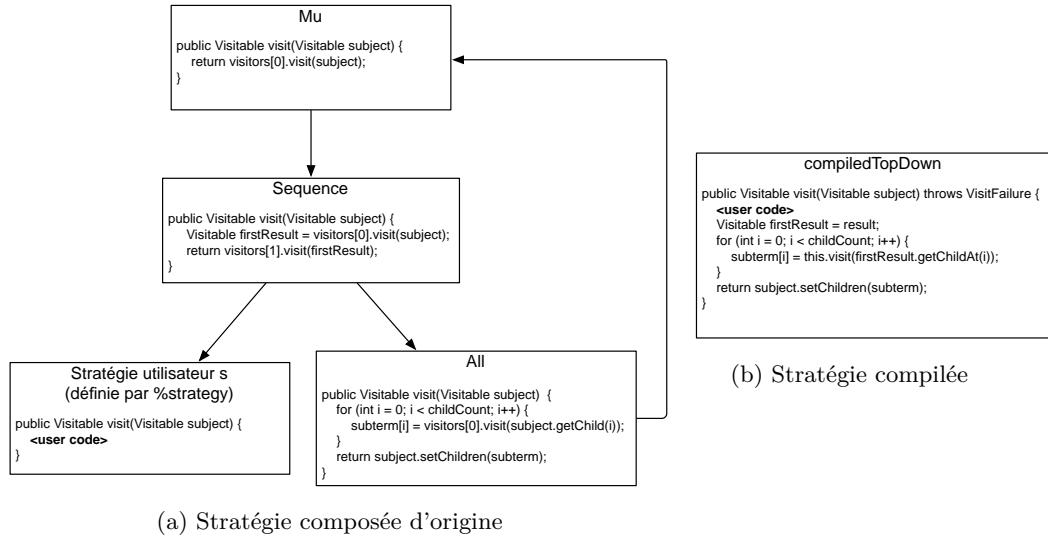 Mu
public Visitable visit(Visitable subject) {
return visitors[0].visit(subject);
}
Sequence
public Visitable visit(Visitable subject) {
Visitable firstResult = visitors[0].visit(subject);
return visitors[1].visit(firstResult);
}
Stratégie utilisateur s
(définie par %strategy)
public Visitable visit(Visitable subject) {
<user code>
}
All
public Visitable visit(Visitable subject)  {
for (int i = 0; i < childCount; i++) {
subterm[i] = visitors[0].visit(subject.getChild(i));
}
return subject.setChildren(subterm);
}
(a) Stratégie composée d'origine
compiledTopDown
public Visitable visit(Visitable subject) throws VisitFailure {
<user code>
Visitable firstResult = result;
for (int i = 0; i < childCount; i++) {
subterm[i] = this.visit(firstResult.getChildAt(i));
}
return subject.setChildren(subterm);
}
(b) Stratégie compilée